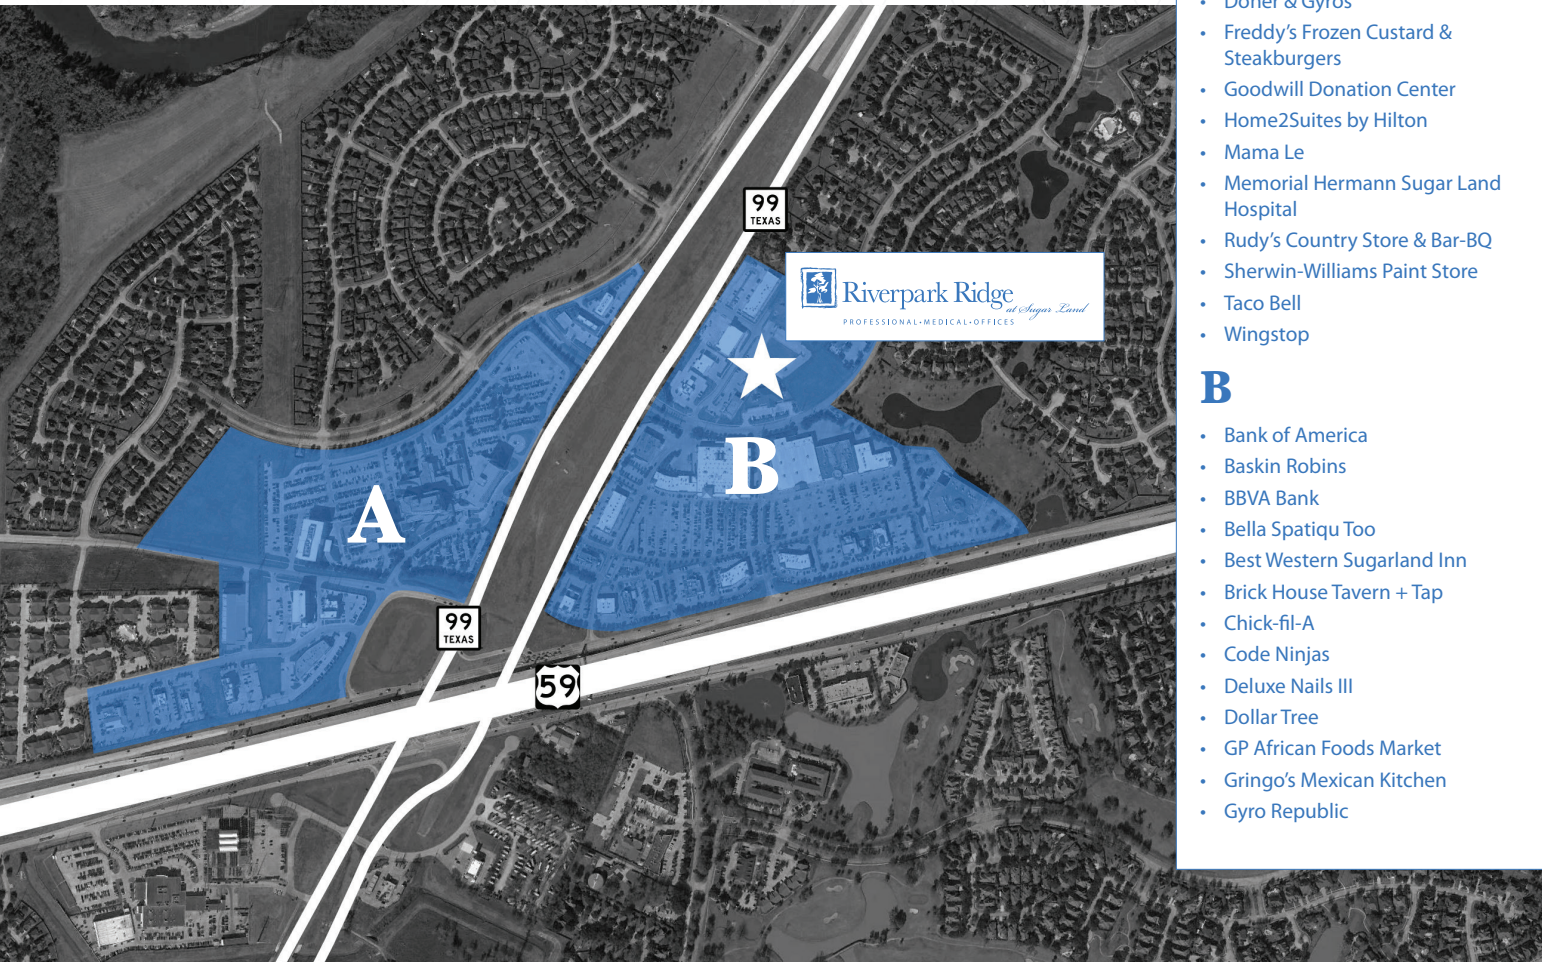 • Doner & Gyros
• Freddy's Frozen Custard &
Steakburgers
• Goodwill Donation Center
• Home2Suites by Hilton
• Mama Le
• Memorial Hermann Sugar Land
Hospital
• Rudy's Country Store & Bar-BQ
• Sherwin-Williams Paint Store
• Taco Bell
• Wingstop
B
• Bank of America
• Baskin Robins
• BBVA Bank
• Bella Spatiqu Too
• Best Western Sugarland Inn
• Brick House Tavern + Tap
• Chick-fil-A
• Code Ninjas
• Deluxe Nails III
• Dollar Tree
• GP African Foods Market
• Gringo's Mexican Kitchen
• Gyro Republic
99
TEXAS
Riverpark Ridge
at Sugar Land
PROFESSIONAL•MEDICAL•OFFICES
B
A
99
TEXAS
59